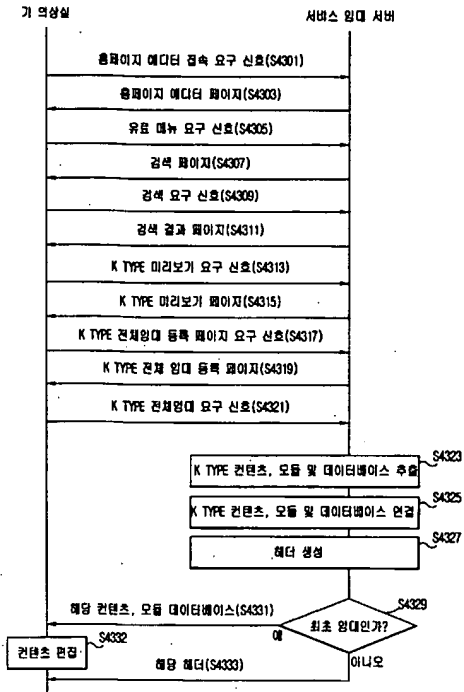 기 의상실
서비스 임대 서버
홈페이지 에디터 접속 요구 신호(S4301)
홈페이지 에디터 페이지(S4303)
유료 메뉴 요구 신호(S4305)
검색 페이지(S4307)
검색 요구 신호(S4309)
검색 결과 페이지(S4311)
K TYPE 미리보기 요구 신호(S4313)
K TYPE 미리보기 페이지(S4315)
K TYPE 전체임대 등록 페이지 요구 신호(S4317)
K TYPE 전체 임대 등록 페이지(S4319)
K TYPE 전체임대 요구 신호(S4321)
S4323
K TYPE 컨텐츠, 모듈 및 데이터베이스 추출
S4325
K TYPE 컨텐츠, 모듈 및 데이터베이스 연결
S4327
헤더 생성
S4329
해당 컨텐츠, 모듈 데이터베이스(S4331)
최초 임대인가?
예
S4332
컨텐츠 편집
아니오
해당 헤더(S4333)